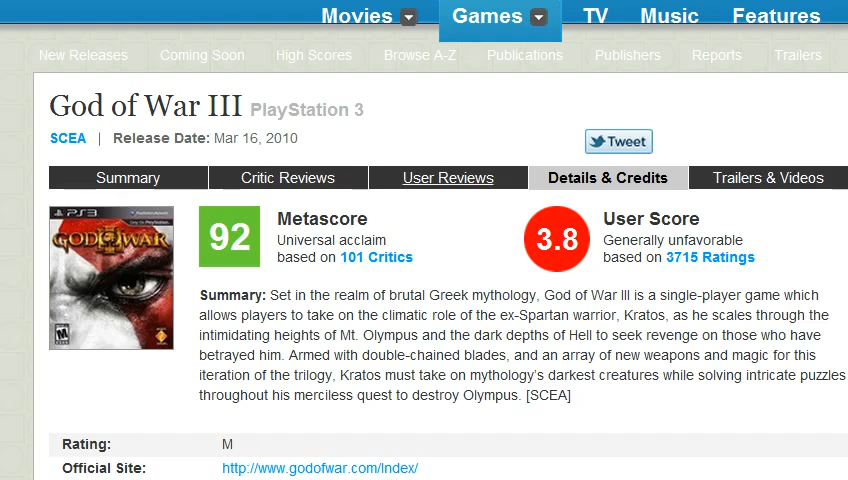 Movies Games TV Music Features
New Releases Coming Soon High Scores Browse A-Z Publications Publishers Reports Trailers
God of War III PlayStation 3
SCEA | Release Date: Mar 16, 2010
Tweet
Summary Critic Reviews User Reviews Details & Credits Trailers & Videos
PS3
GOD OF WAR
III
M
92
Metascore
Universal acclaim
based on 101 Critics
3.8
User Score
Generally unfavorable
based on 3715 Ratings
Summary: Set in the realm of brutal Greek mythology, God of War III is a single-player game which
allows players to take on the climatic role of the ex-Spartan warrior, Kratos, as he scales through the
intimidating heights of Mt. Olympus and the dark depths of Hell to seek revenge on those who have
betrayed him. Armed with double-chained blades, and an array of new weapons and magic for this
iteration of the trilogy, Kratos must take on mythology's darkest creatures while solving intricate puzzles
throughout his merciless quest to destroy Olympus. [SCEA]
Rating: M
Official Site: http://www.godofwar.com/Index/